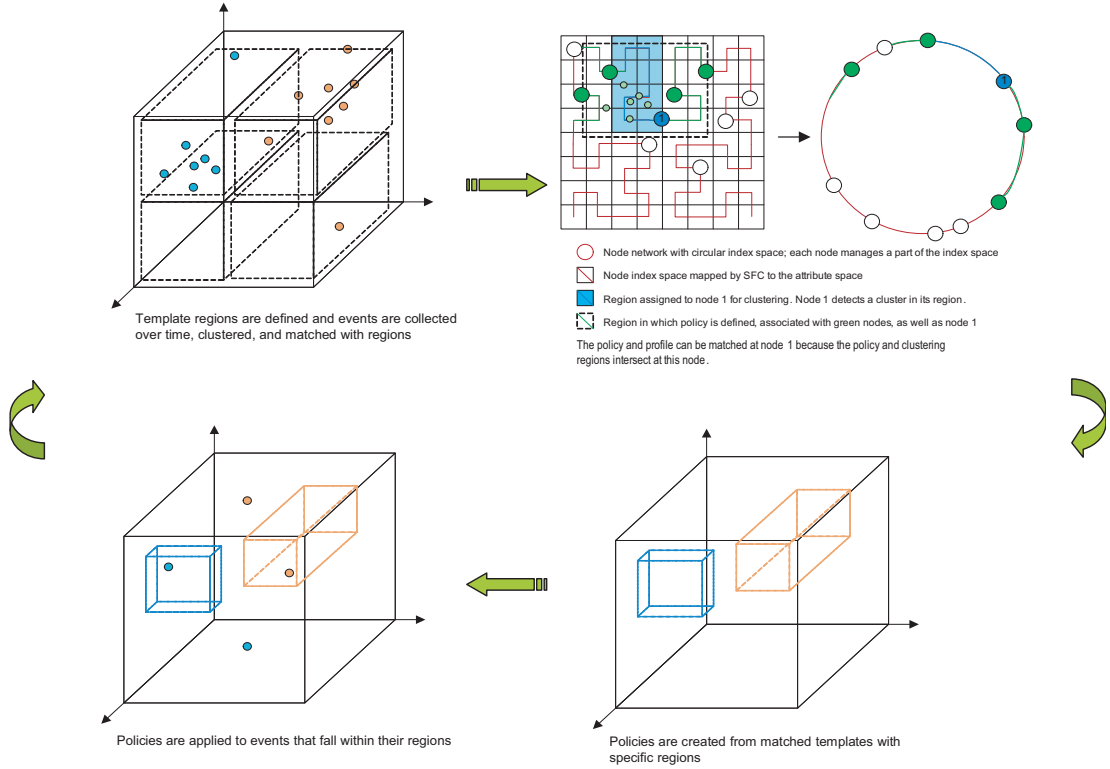 1
1
Node network with circular index space; each node manages a part of the index space
Node index space mapped by SFC to the attribute space
Region assigned to node 1 for clustering. Node 1 detects a cluster in its region.
Region in which policy is defined, associated with green nodes, as well as node 1
The policy and profile can be matched at node 1 because the policy and clustering
regions intersect at this node.
Template regions are defined and events are collected
over time, clustered, and matched with regions
Policies are applied to events that fall within their regions
Policies are created from matched templates with
specific regions